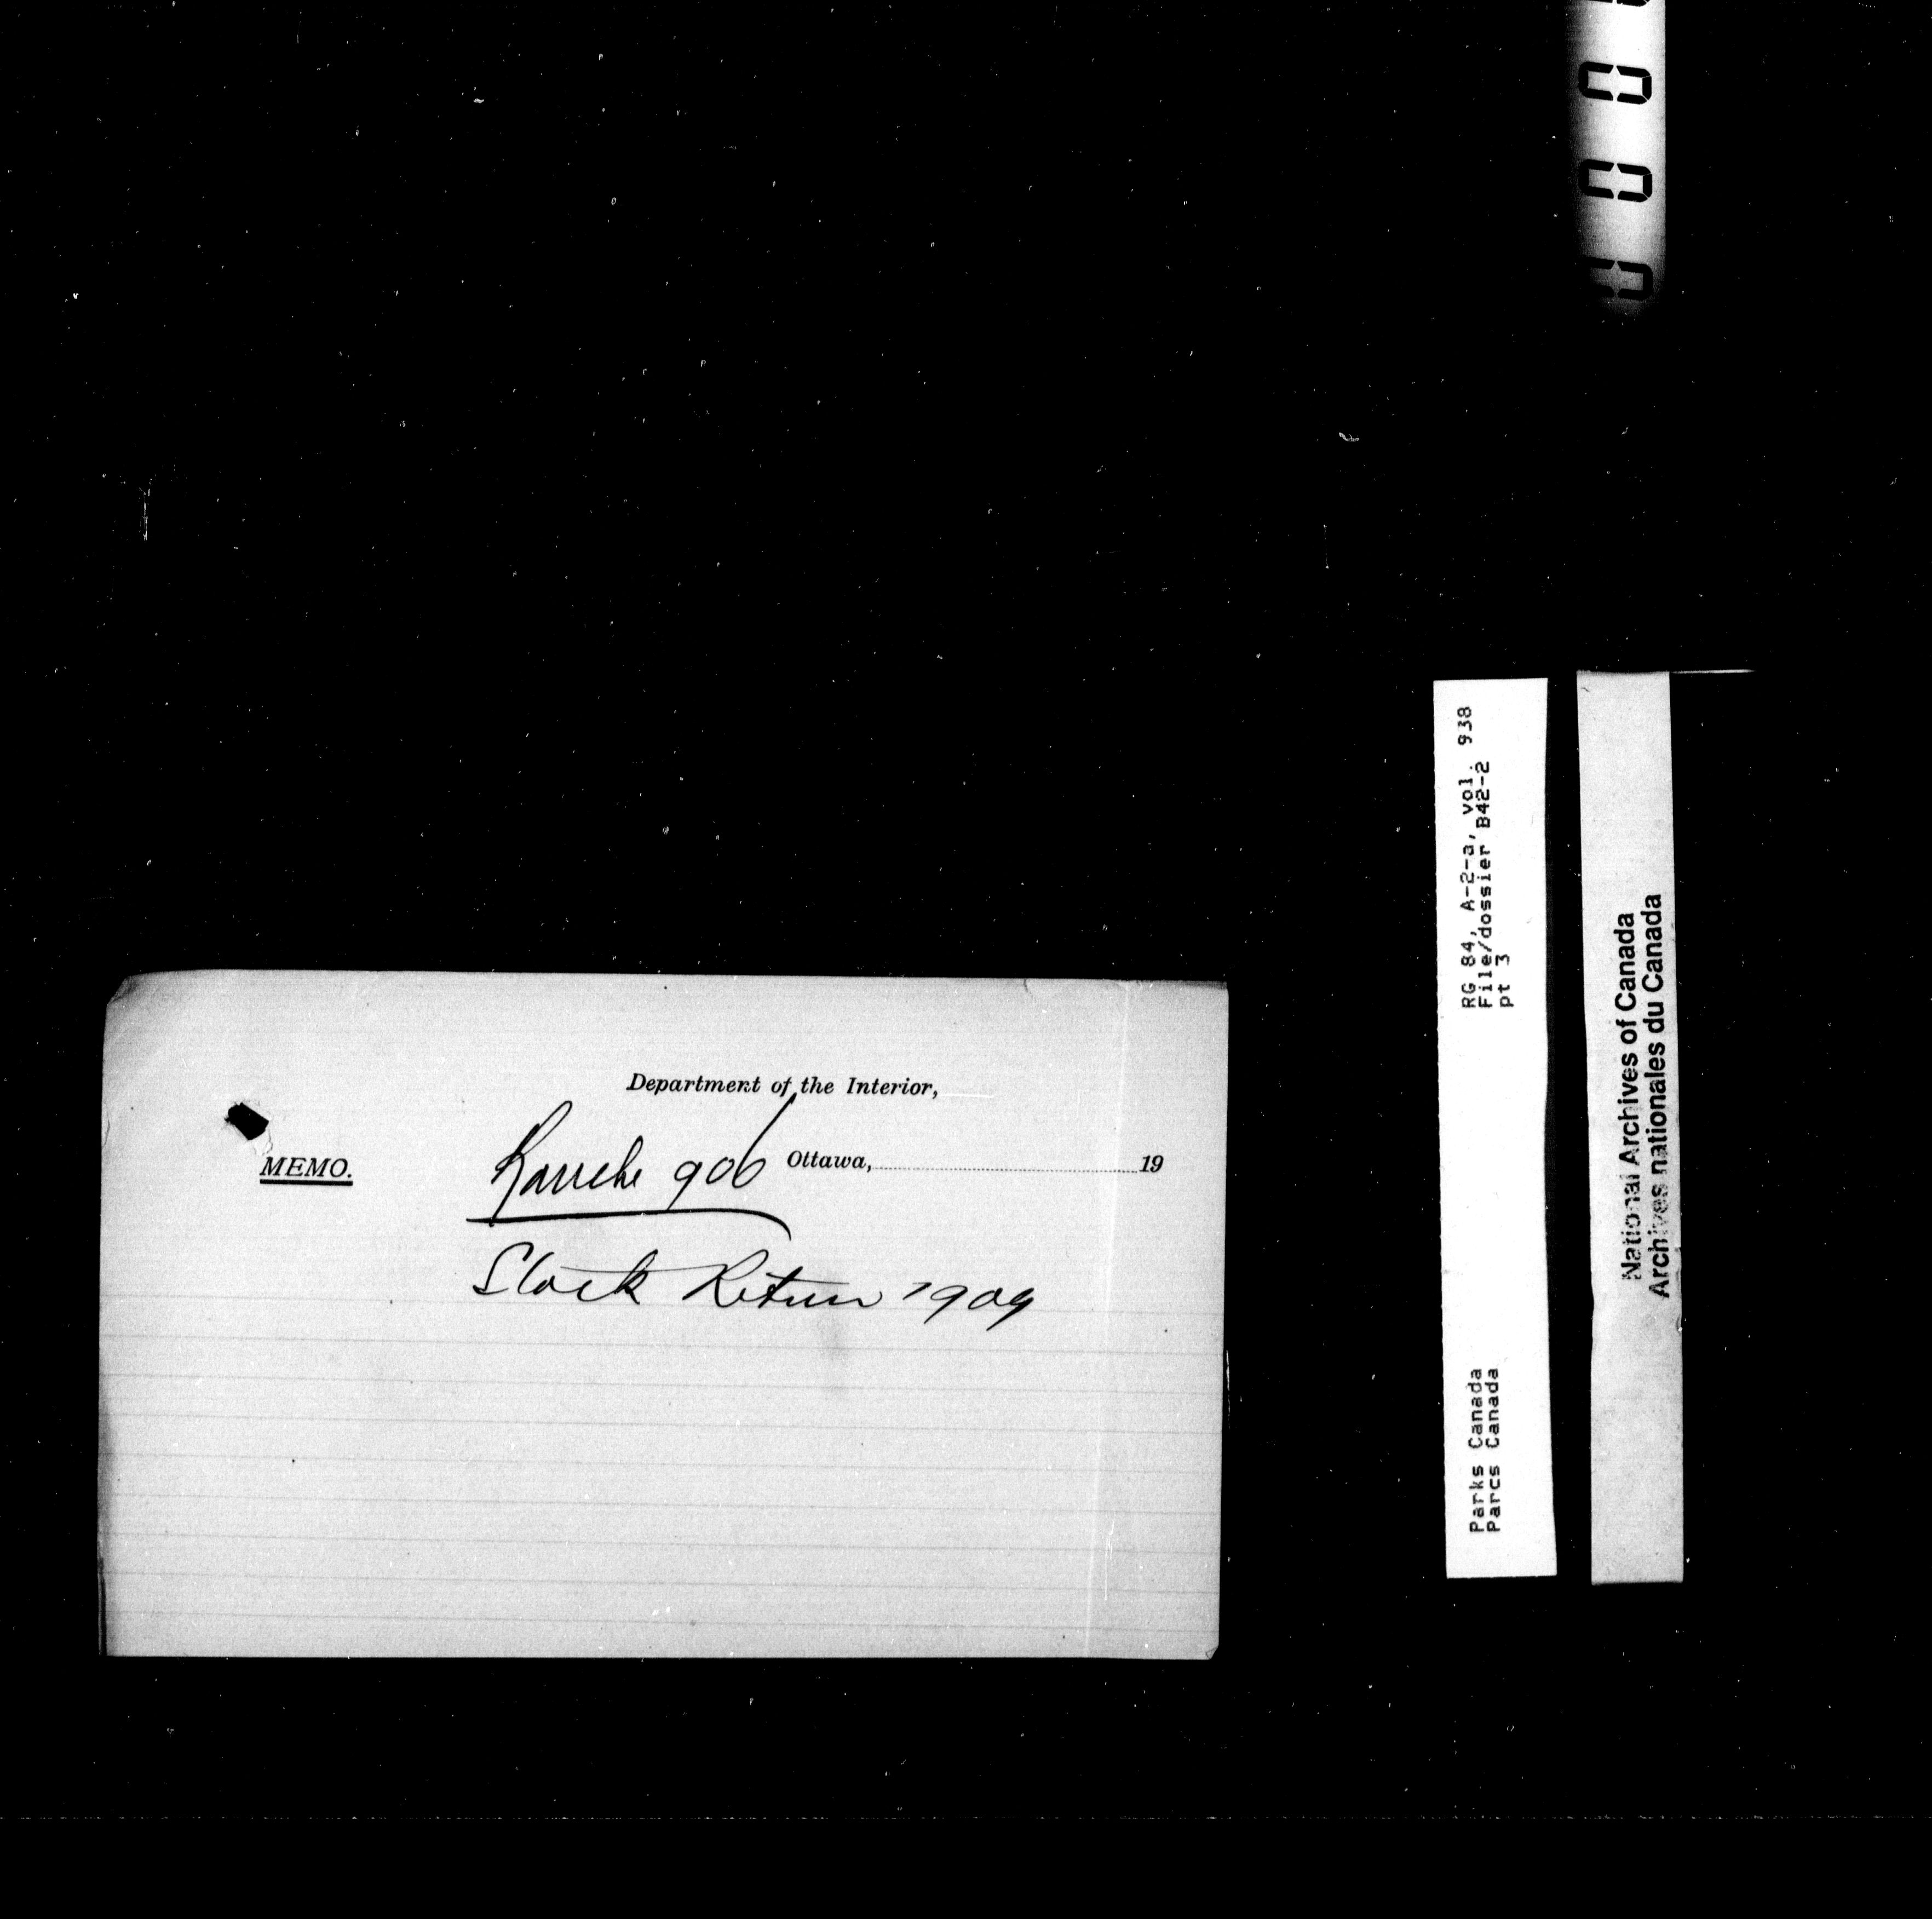 Department of the Interior,
MEMO. Ranche 906 Ottawa, 19
Stock Return 1909
RG 84, A-2-a, vol. 938
File/dossier B42-2
pt 3
Parks Canada
Parcs Canada
National Archives of Canada
Archives nationales du Canada